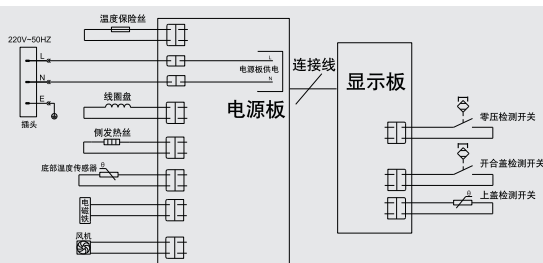 温度保险丝
220V~50HZ
L
L
电源板供电
N
N
E
插头
线圈盘
侧发热丝
底部温度传感器
θ
电磁铁
风机
电源板
连接线
显示板
零压检测开关
开合盖检测开关
θ
上盖检测开关